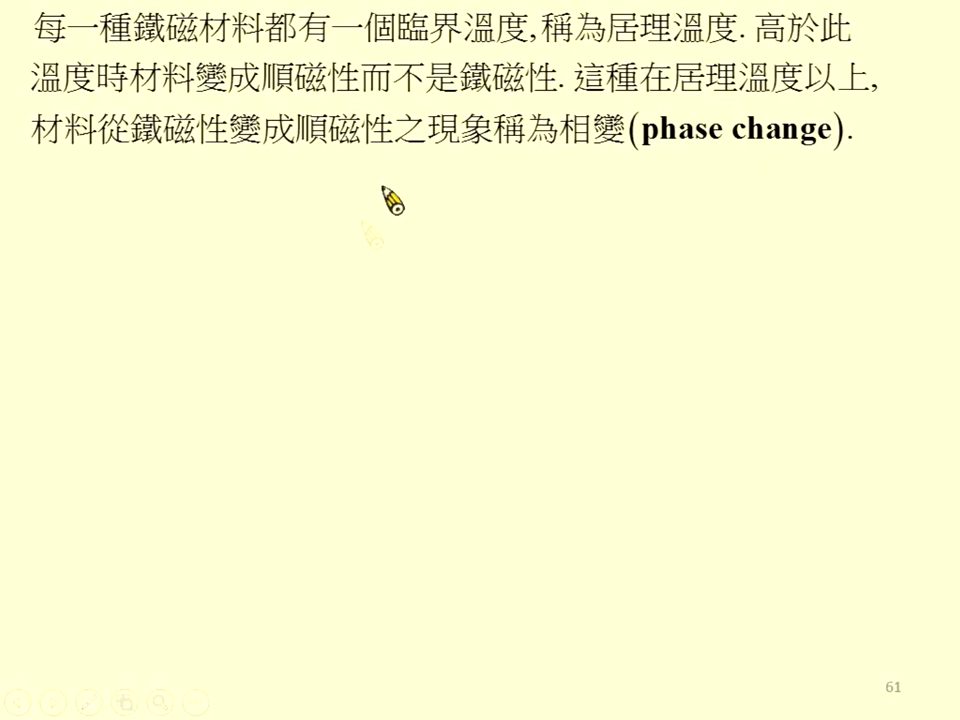 每一種鐵磁材料都有一個臨界溫度,稱為居理溫度. 高於此
溫度時材料變成順磁性而不是鐵磁性. 這種在居理溫度以上,
材料從鐵磁性變成順磁性之現象稱為相變(phase change).
61